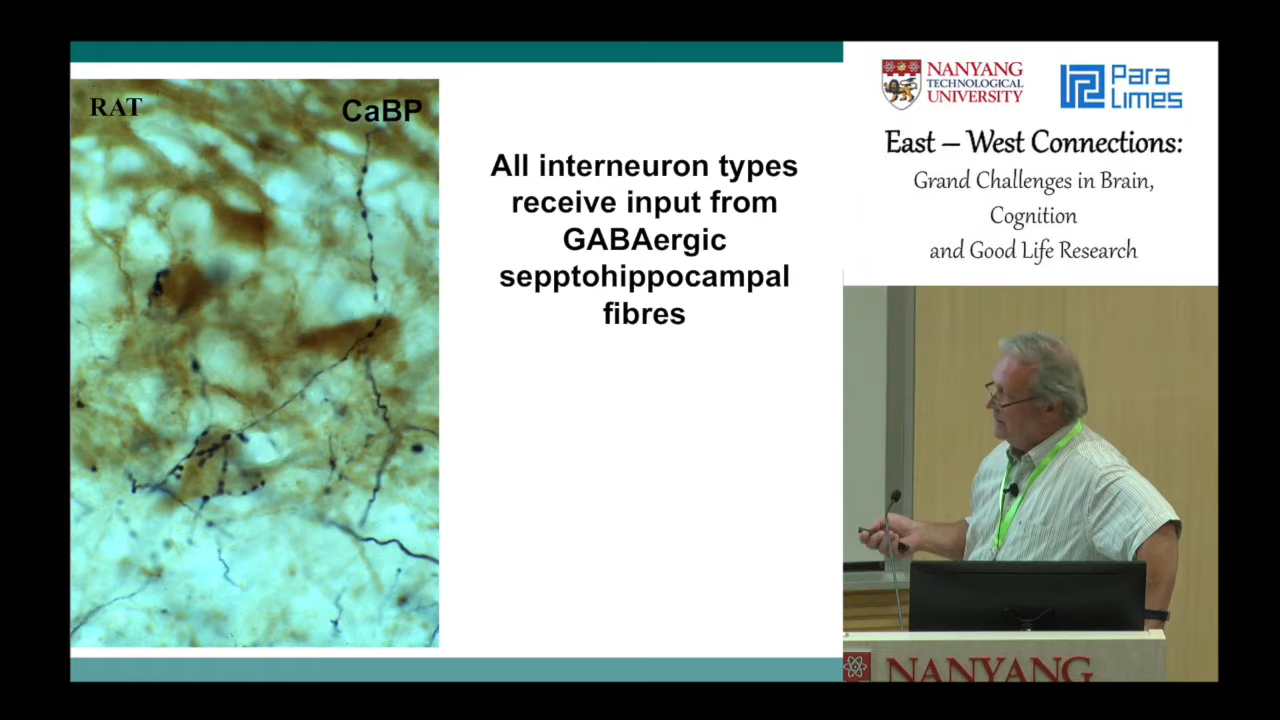 RAT
CaBP
All interneuron types
receive input from
GABAergic
sepptohippocampal
fibres
NANYANG
TECHNOLOGICAL
UNIVERSITY
Para
Limes
East – West Connections:
Grand Challenges in Brain,
Cognition
and Good Life Research
NANYANG